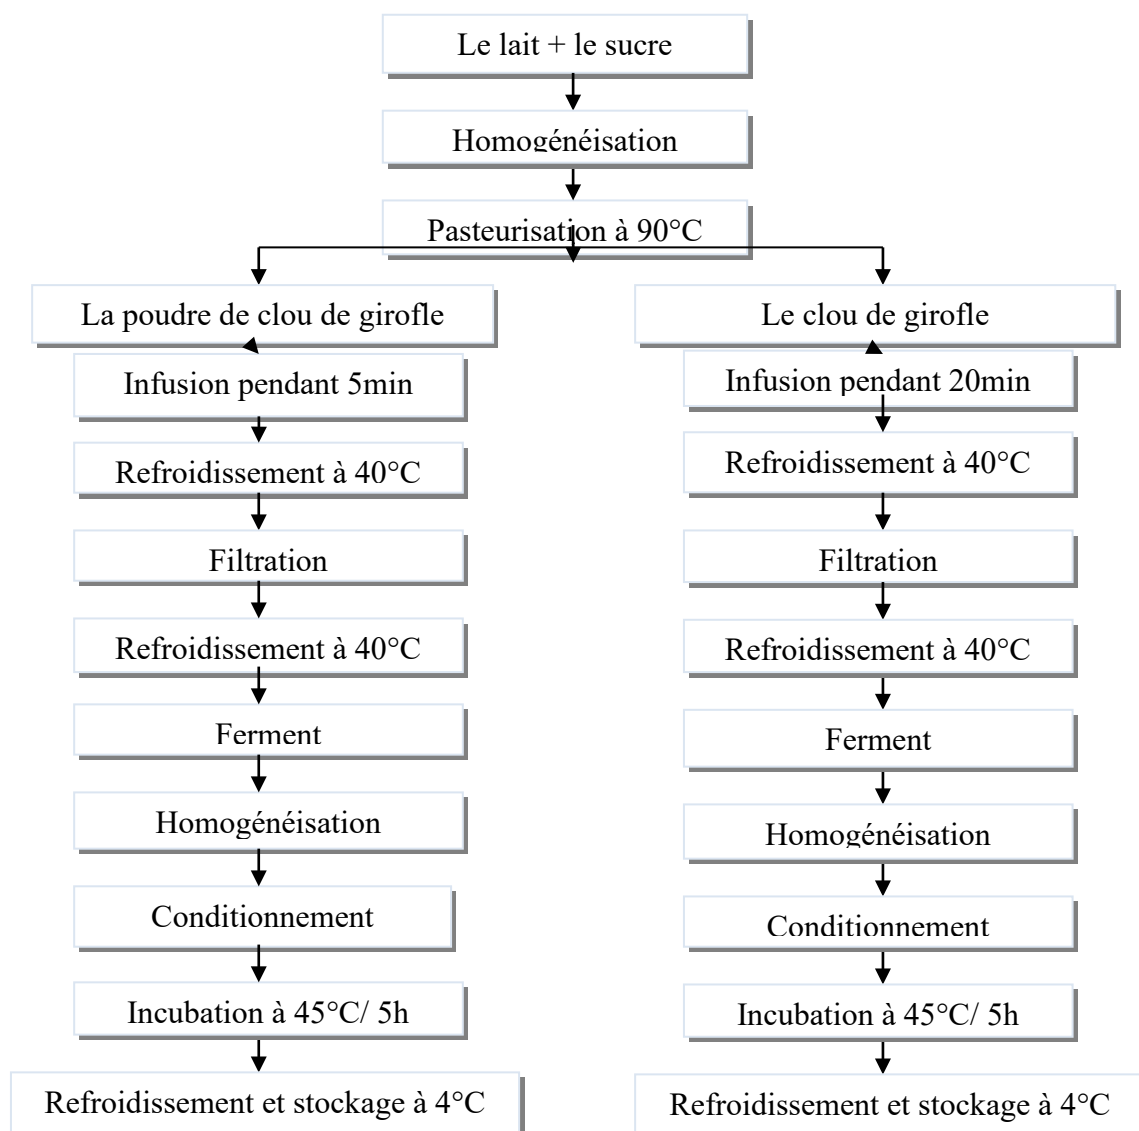 Le lait + le sucre
Homogénéisation
Pasteurisation à 90°C
La poudre de clou de girofle
Infusion pendant 5min
Refroidissement à 40°C
Filtration
Refroidissement à 40°C
Ferment
Homogénéisation
Conditionnement
Incubation à 45°C/ 5h
Refroidissement et stockage à 4°C
Le clou de girofle
Infusion pendant 20min
Refroidissement à 40°C
Filtration
Refroidissement à 40°C
Ferment
Homogénéisation
Conditionnement
Incubation à 45°C/ 5h
Refroidissement et stockage à 4°C